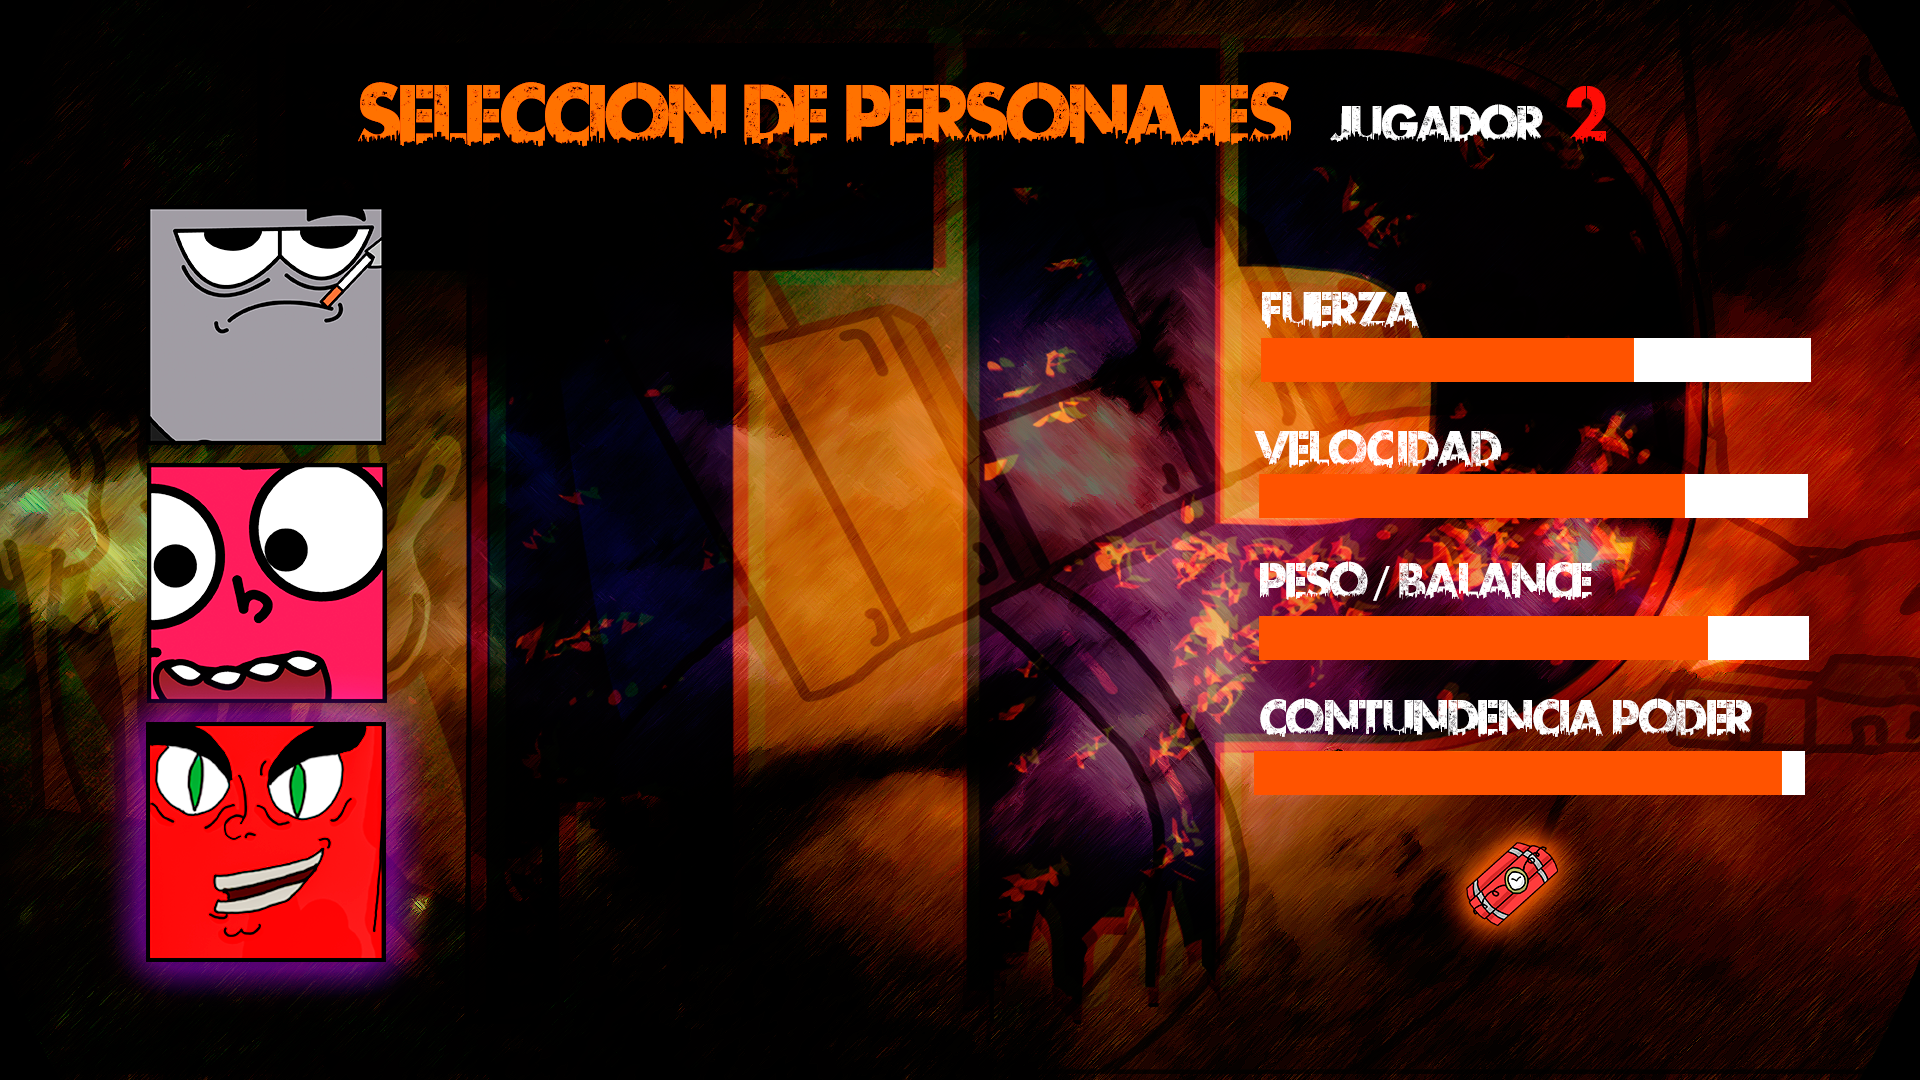 SELECCION DE PERSONAJES JUGADOR 2
FUERZA
VELOCIDAD
PESO / BALANCE
CONTUNDENCIA PODER